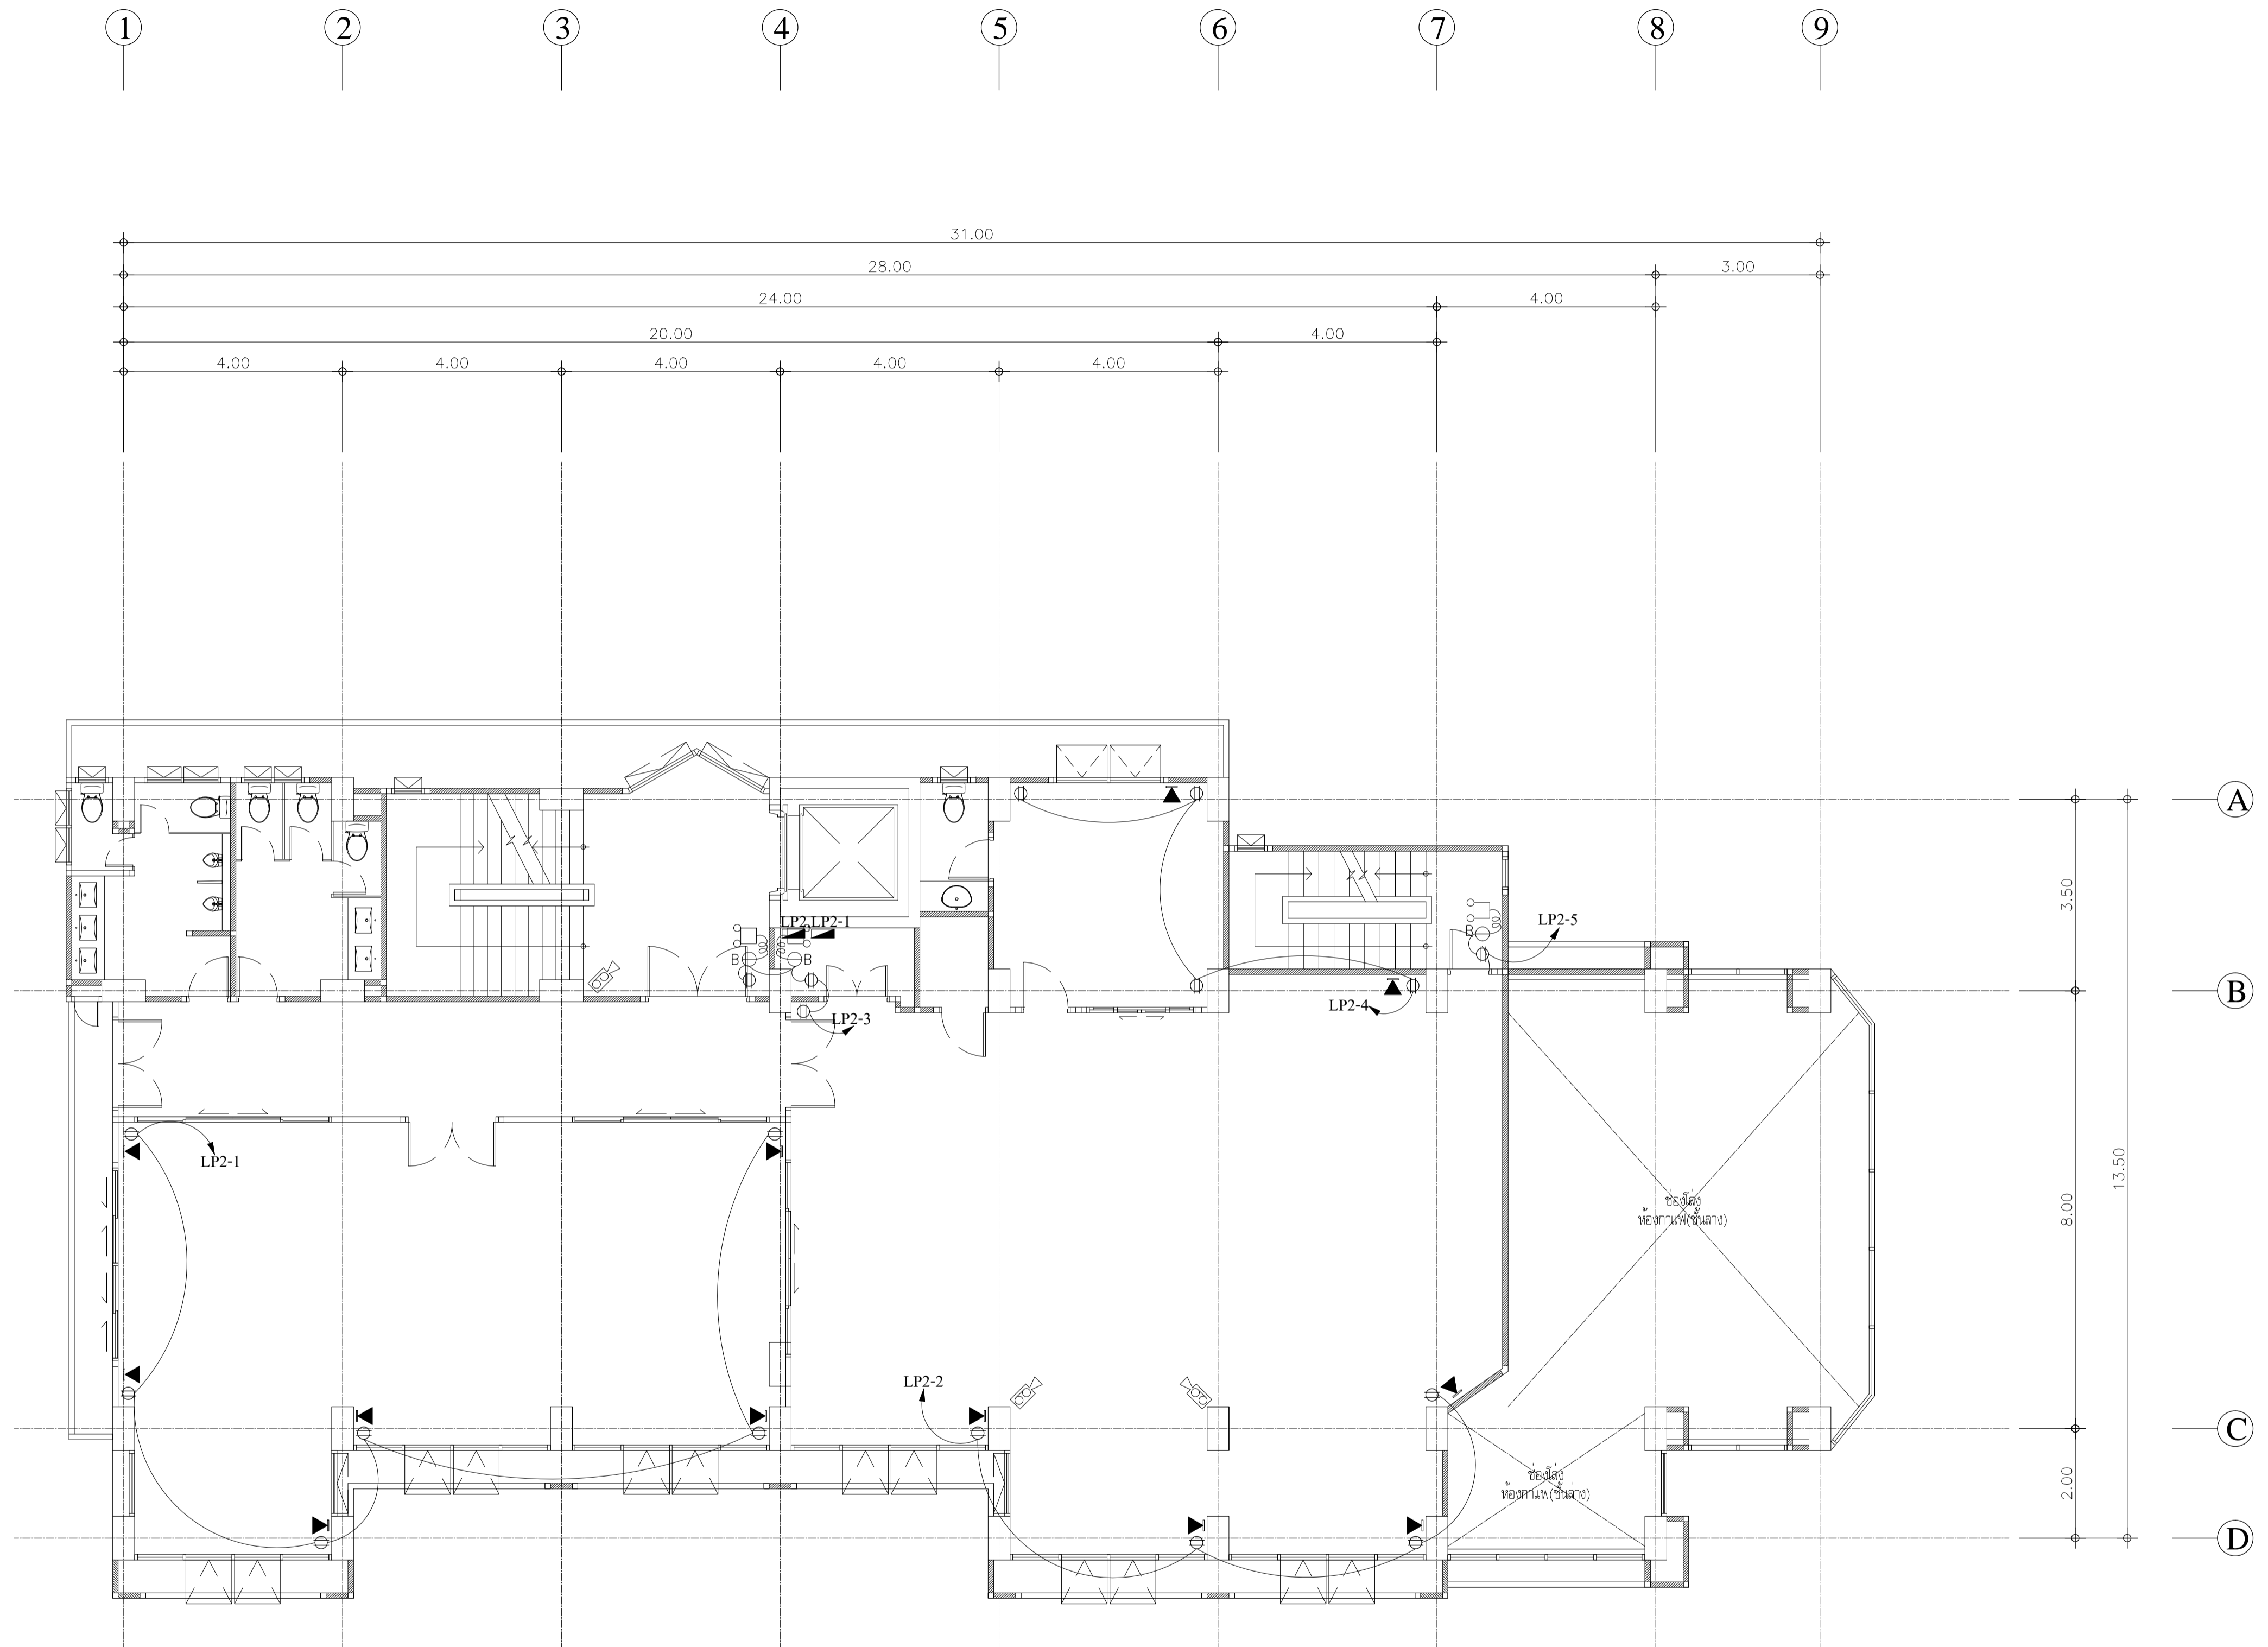 1 2 3 4 5 6 7 8 9
31.00
28.00 3.00
24.00 4.00
20.00 4.00
4.00 4.00 4.00 4.00 4.00
A
3.50
LP2 LP2-1
LP2-5
B B B
B
LP2-4
LP2-3
LP2-1
13.50
8.00
ช่องโล่ง
ห้องกาแฟ(ชั้นล่าง)
LP2-2
C
ช่องโล่ง
ห้องกาแฟ(ชั้นล่าง)
2.00
D